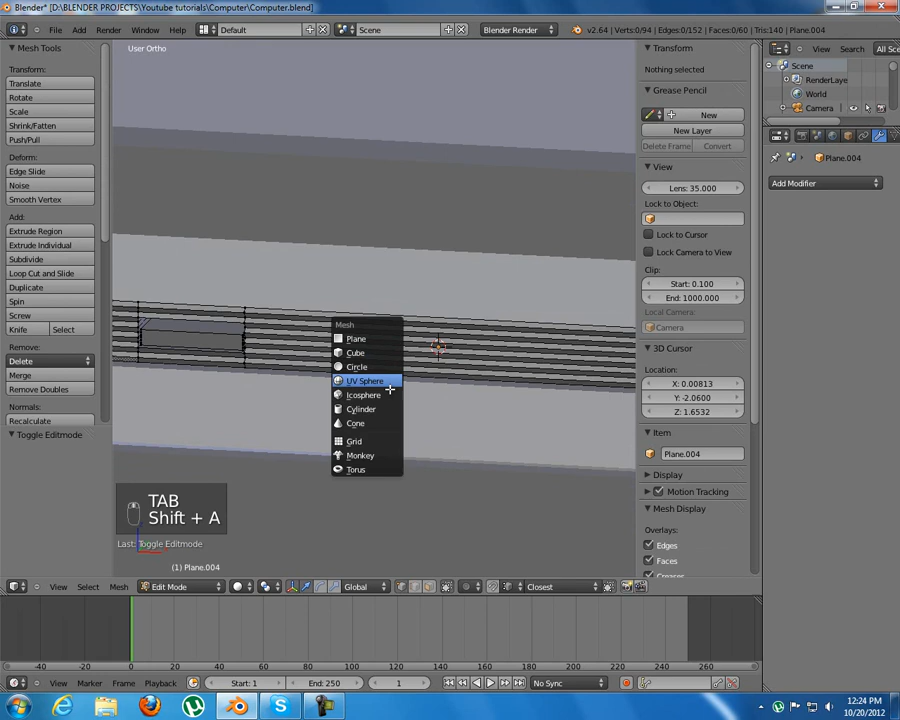 Blender* [D:\BLENDER PROJECTS\Youtube tutorials\Computer\Computer.blend]
File Add Render Window Help Default Scene Blender Render v2.64 | Verts:0/94 | Edges:0/152 | Faces:0/60 | Tris:140 | Plane.004
Mesh Tools
Transform:
Translate
Rotate
Scale
Shrink/Fatten
Push/Pull
Deform:
Edge Slide
Noise
Smooth Vertex
Add:
Extrude Region
Extrude Individual
Subdivide
Loop Cut and Slide
Duplicate
Spin
Screw
Knife Select
Remove:
Delete
Merge
Remove Doubles
Normals:
Recalculate
Toggle Editmode
User Ortho
Mesh
Plane
Cube
Circle
UV Sphere
Icosphere
Cylinder
Cone
Grid
Monkey
Torus
TAB
Shift + A
Last: Toggle Editmode
(1) Plane.004
Transform
Nothing selected
Grease Pencil
New
New Layer
Delete Frame Convert
View
Lens: 35.000
Lock to Object:
Lock to Cursor
Lock Camera to View
Clip:
Start: 0.100
End: 1000.000
Local Camera:
Camera
3D Cursor
Location:
X: 0.00813
Y: -2.0600
Z: 1.6532
Item
Plane.004
Display
Motion Tracking
Mesh Display
Overlays:
Edges
Faces
Creases
View Search All Sce
Scene
RenderLaye
World
Camera
Plane.004
Add Modifier
View Select Mesh Edit Mode Global Closest
-40 -20 0 20 40 60 80 100 120 140 160 180 200 220 240 260
View Marker Frame Playback Start: 1 End: 250 1 No Sync
12:24 PM
10/20/2012